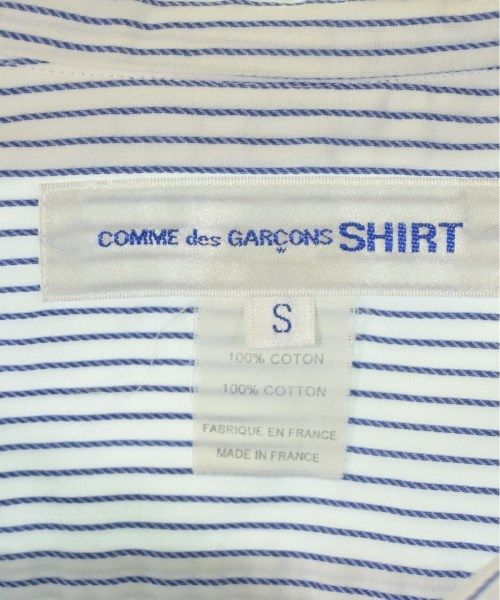 COMME des GARÇONS SHIRT
S
100% COTON
100% COTTON
FABRIQUE EN FRANCE
MADE IN FRANCE